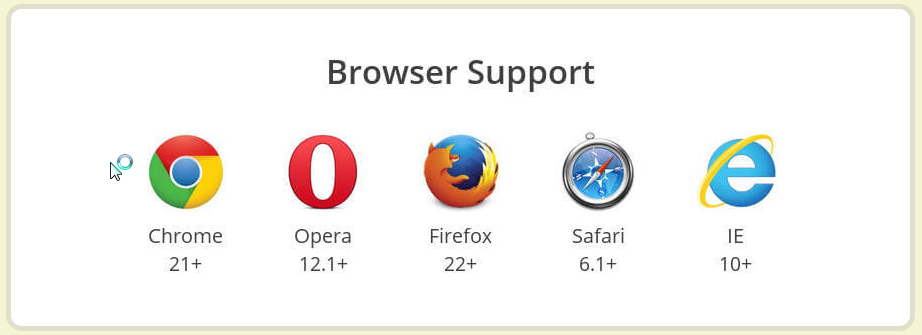 Browser Support
Chrome Opera Firefox Safari IE
21+ 12.1+ 22+ 6.1+ 10+